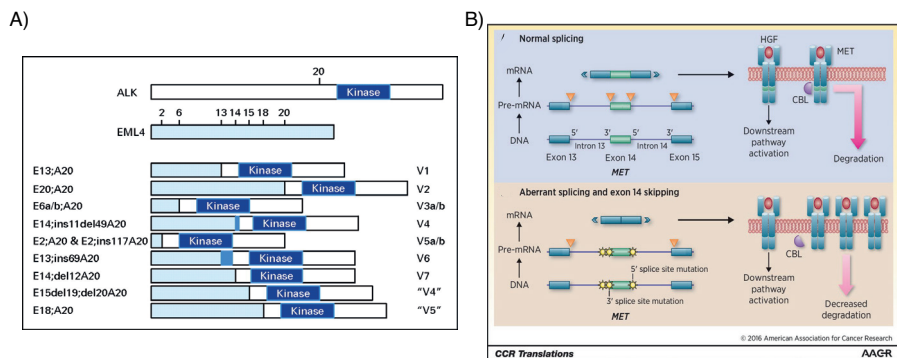 A)
20
ALK
Kinase
2 6 13 14 15 18 20
EML4
E13;A20 Kinase V1
E20;A20 Kinase V2
E6a/b;A20 Kinase V3a/b
E14;ins11del49A20 Kinase V4
E2;A20 & E2;ins117A20 Kinase V5a/b
E13;ins69A20 Kinase V6
E14;del12A20 Kinase V7
E15del19;del20A20 Kinase "V4"
E18;A20 Kinase "V5"
B)
Normal splicing
HGF MET
mRNA
Pre-mRNA
CBL
DNA
5' 3' 5' 3'
Intron 13 Intron 14
Exon 13 Exon 14 Exon 15
MET
Downstream
pathway
activation
Degradation
Aberrant splicing and exon 14 skipping
mRNA
Pre-mRNA
CBL
5' splice site mutation
DNA
3' splice site mutation
MET
Downstream
pathway
activation
Decreased
degradation
© 2016 American Association for Cancer Research
CCR Translations
AACR